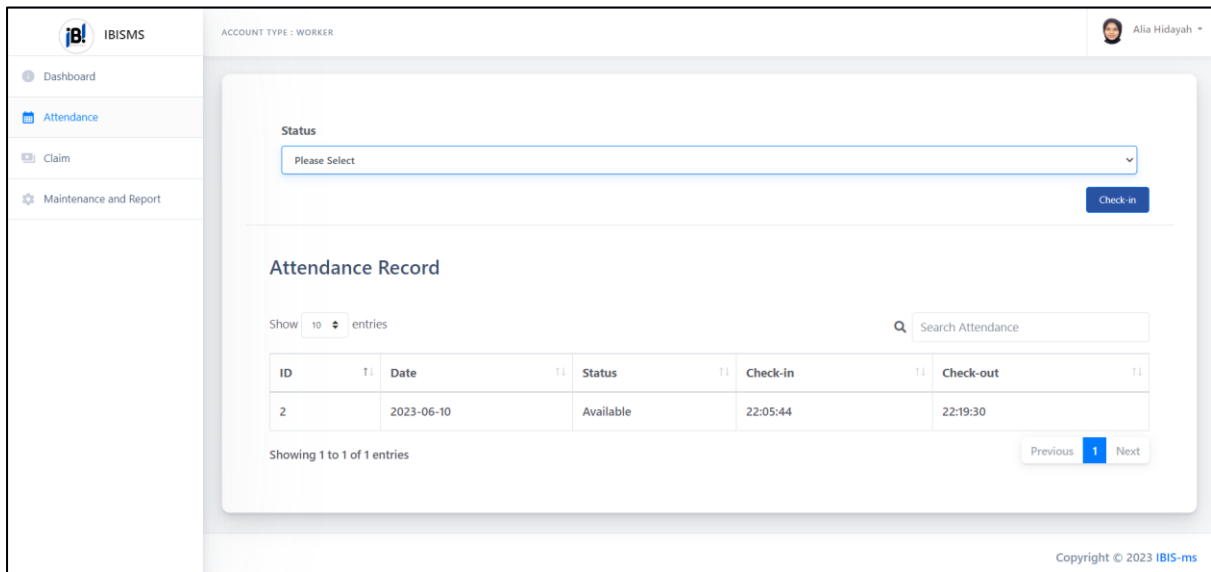 iB! IBISMS
ACCOUNT TYPE : WORKER
Alia Hidayah
Dashboard
Attendance
Claim
Maintenance and Report
Status
Please Select
Check-in
Attendance Record
Show 10 entries
Search Attendance
ID Date Status Check-in Check-out
2 2023-06-10 Available 22:05:44 22:19:30
Showing 1 to 1 of 1 entries
Previous 1 Next
Copyright © 2023 IBIS-ms